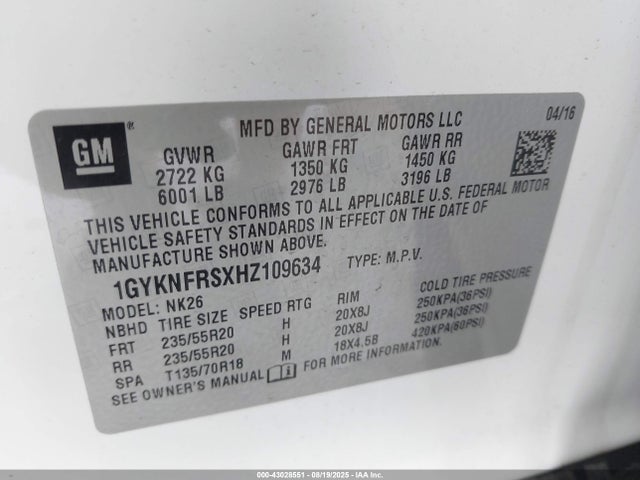 GM ®
MFD BY GENERAL MOTORS LLC 04/16
GVWR GAWR FRT GAWR RR
2722 KG 1350 KG 1450 KG
6001 LB 2976 LB 3196 LB
THIS VEHICLE CONFORMS TO ALL APPLICABLE U.S. FEDERAL MOTOR
VEHICLE SAFETY STANDARDS IN EFFECT ON THE DATE OF
MANUFACTURE SHOWN ABOVE.
1GYKNFRSXHZ109634 TYPE: M.P.V.
MODEL: NK26
NBHD TIRE SIZE SPEED RTG RIM COLD TIRE PRESSURE
FRT 235/55R20 H 20X8J 250KPA(36PSI)
RR 235/55R20 H 20X8J 250KPA(36PSI)
SPA T135/70R18 M 18X4.5B 420KPA(60PSI)
SEE OWNER'S MANUAL FOR MORE INFORMATION.
000-43028551 - 08/19/2025 - IAA, Inc.